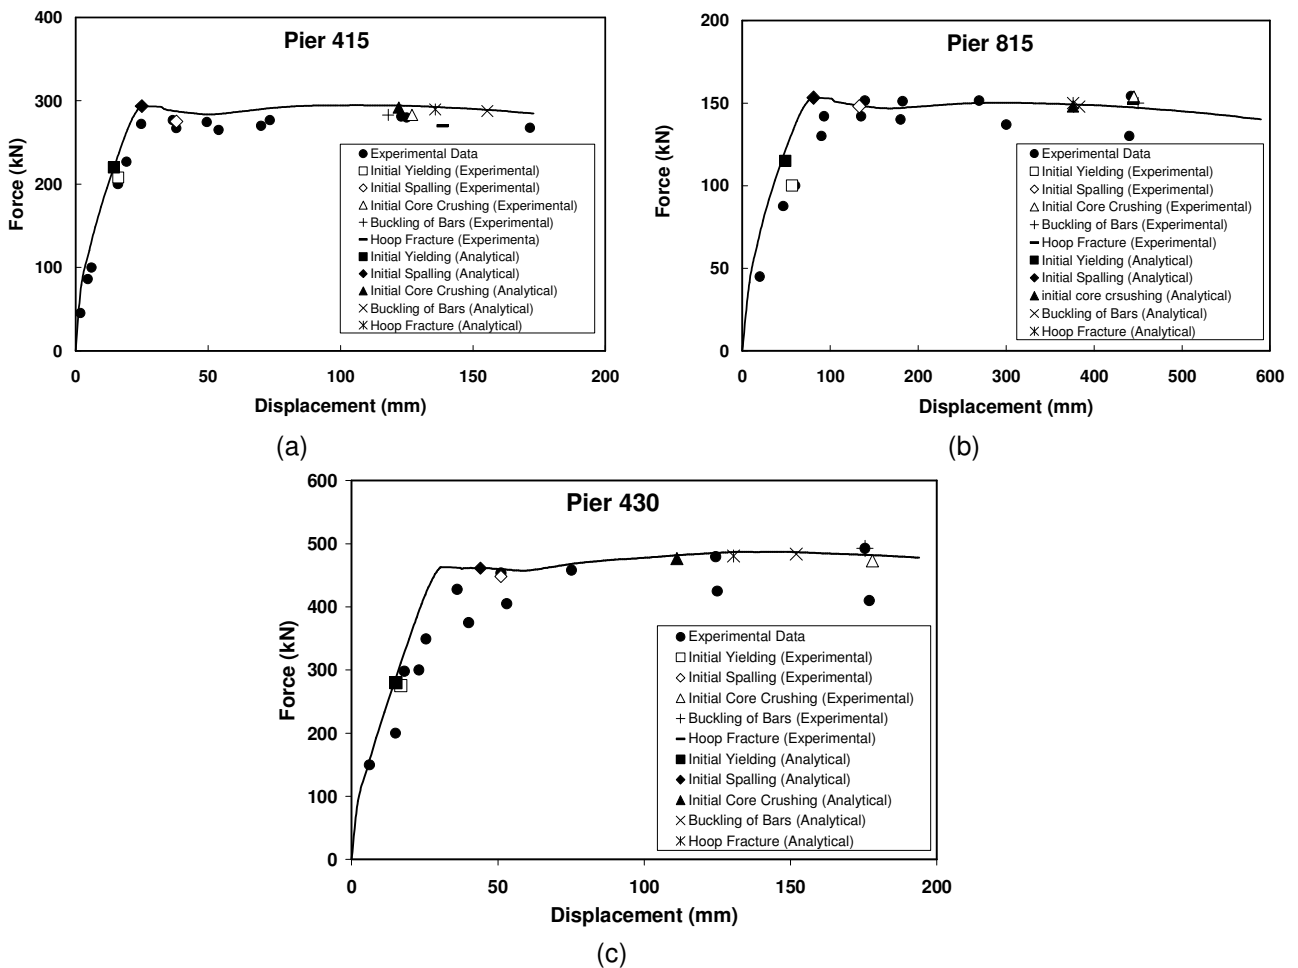 Pier 415
Force (kN)
400
300
200
100
0
Experimental Data
Initial Yielding (Experimental)
Initial Spalling (Experimental)
Initial Core Crushing (Experimental)
Buckling of Bars (Experimental)
Hoop Fracture (Experimenta)
Initial Yielding (Analytical)
Initial Spalling (Analytical)
Initial Core Crushing (Analytical)
Buckling of Bars (Analytical)
Hoop Fracture (Analytical)
0 50 100 150 200
Displacement (mm)
(a)
Pier 815
Force (kN)
200
150
100
50
0
Experimental Data
Initial Yielding (Experimental)
Initial Spalling (Experimental)
Initial Core Crushing (Experimental)
Buckling of Bars (Experimental)
Hoop Fracture (Experimental)
Initial Yielding (Analytical)
Initial Spalling (Analytical)
initial core csrushing (Analytical)
Buckling of Bars (Analytical)
Hoop Fracture (Analytical)
0 100 200 300 400 500 600
Displacement (mm)
(b)
Pier 430
Force (kN)
600
500
400
300
200
100
0
Experimental Data
Initial Yielding (Experimental)
Initial Spalling (Experimental)
Initial Core Crushing (Experimental)
Buckling of Bars (Experimental)
Hoop Fracture (Experimental)
Initial Yielding (Analytical)
Initial Spalling (Analytical)
Initial Core Crushing (Analytical)
Buckling of Bars (Analytical)
Hoop Fracture (Analytical)
0 50 100 150 200
Displacement (mm)
(c)